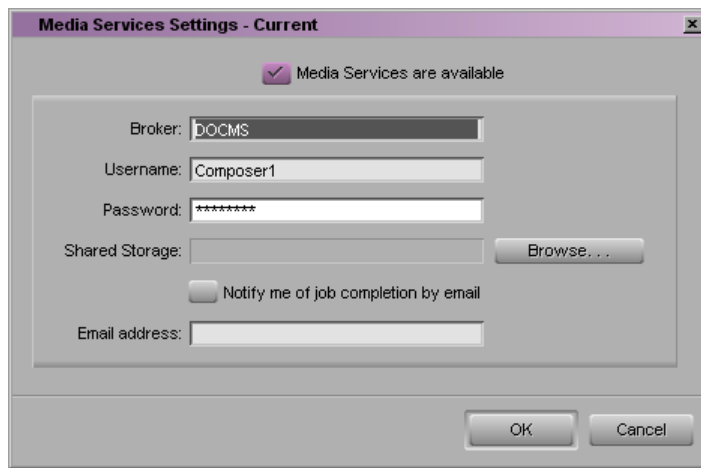 Media Services Settings - Current
Media Services are available
Broker: DOCMS
Username: Composer1
Password: ********
Shared Storage: Browse. . .
Notify me of job completion by email
Email address:
OK Cancel